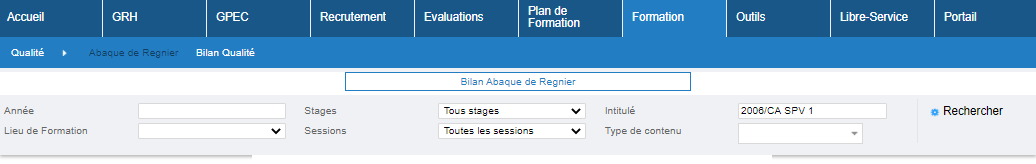 Accueil GRH GPEC Recrutement Evaluations Plan de Formation Formation Outils Libre-Service Portail
Qualité Abaque de Regnier Bilan Qualité
Bilan Abaque de Regnier
Année Stages Tous stages Intitulé 2006/CA SPV 1 Rechercher
Lieu de Formation Sessions Toutes les sessions Type de contenu